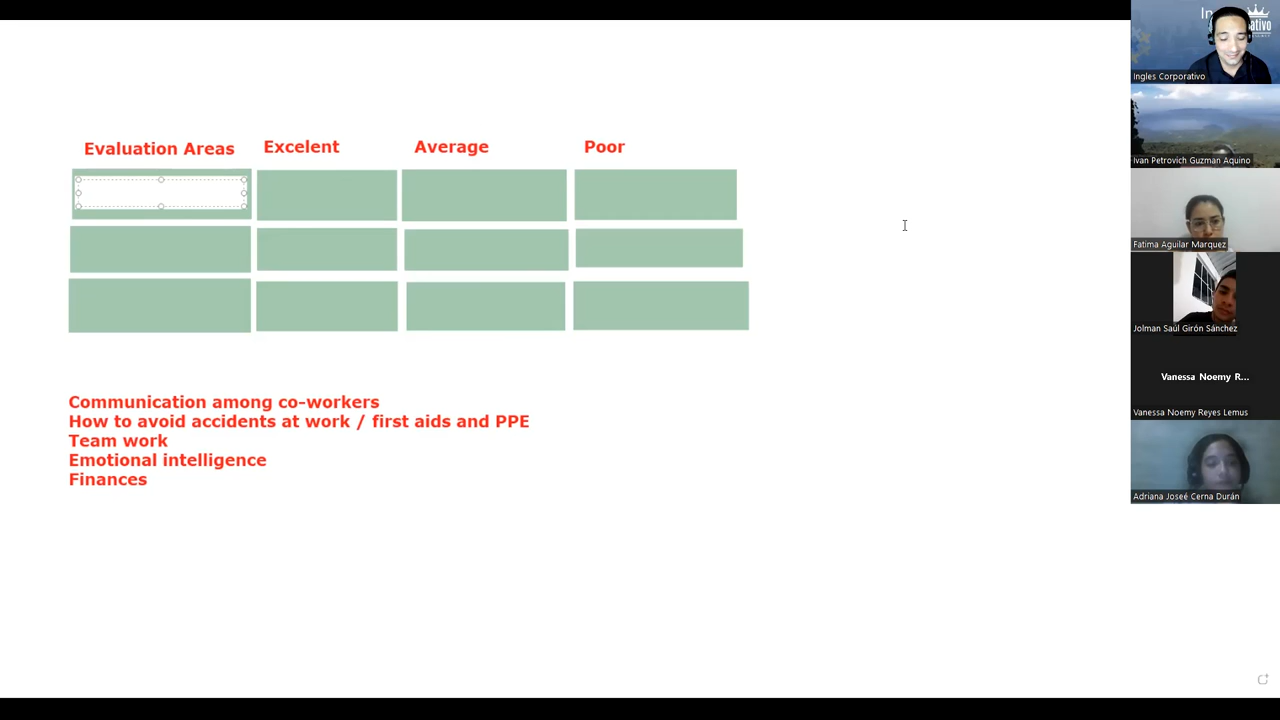 Evaluation Areas Excelent Average Poor
Communication among co-workers
How to avoid accidents at work / first aids and PPE
Team work
Emotional intelligence
Finances
Ingles Corporativo
Ivan Petrovich Guzman Aquino
Fatima Aguilar Marquez
Jolman Saúl Girón Sánchez
Vanessa Noemy R...
Vanessa Noemy Reyes Lemus
Adriana Joseé Cerna Durán